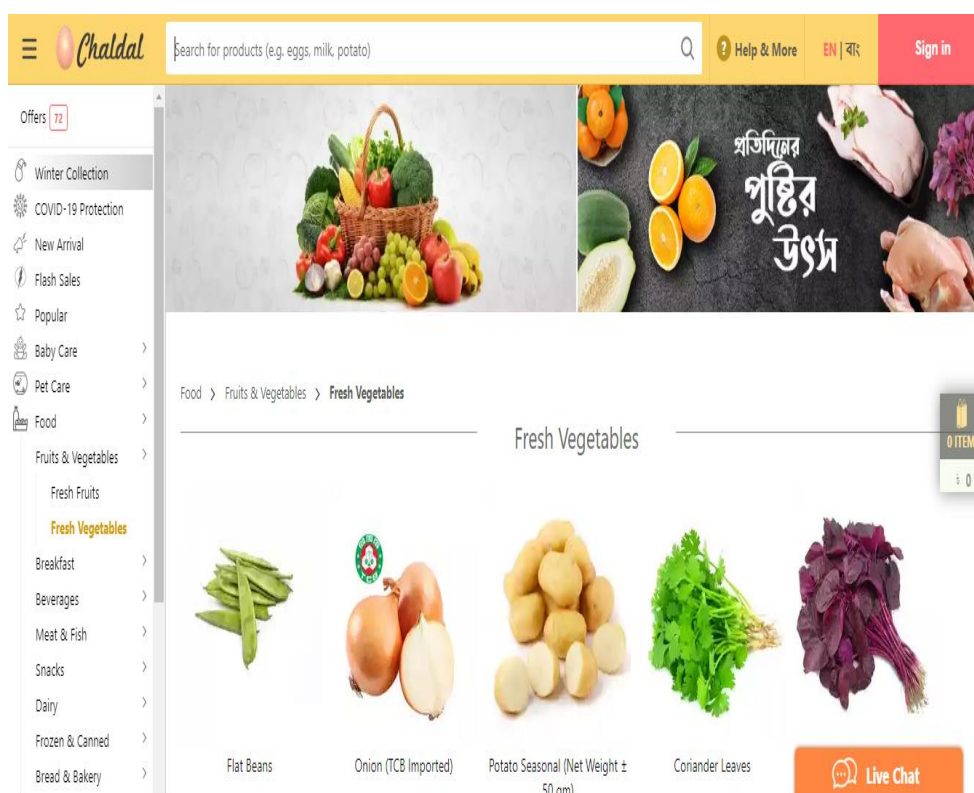 Chaldal
Search for products (e.g. eggs, milk, potato)
? Help & More
EN | বাং
Sign in
Offers 72
Winter Collection
COVID-19 Protection
New Arrival
Flash Sales
Popular
Baby Care
Pet Care
Food
Fruits & Vegetables
Fresh Fruits
Fresh Vegetables
Breakfast
Beverages
Meat & Fish
Snacks
Dairy
Frozen & Canned
Bread & Bakery
প্রতিদিনের
পুষ্টির
উৎস
Food > Fruits & Vegetables > Fresh Vegetables
Fresh Vegetables
0 ITEM
৳ 0
TCB
Flat Beans
Onion (TCB Imported)
Potato Seasonal (Net Weight ±
50 gm)
Coriander Leaves
Live Chat